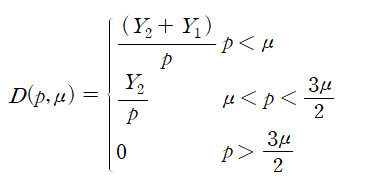 D(p,μ) = { (Y₂ + Y₁)/p  p < μ
Y₂/p  μ < p < 3μ/2
0  p > 3μ/2